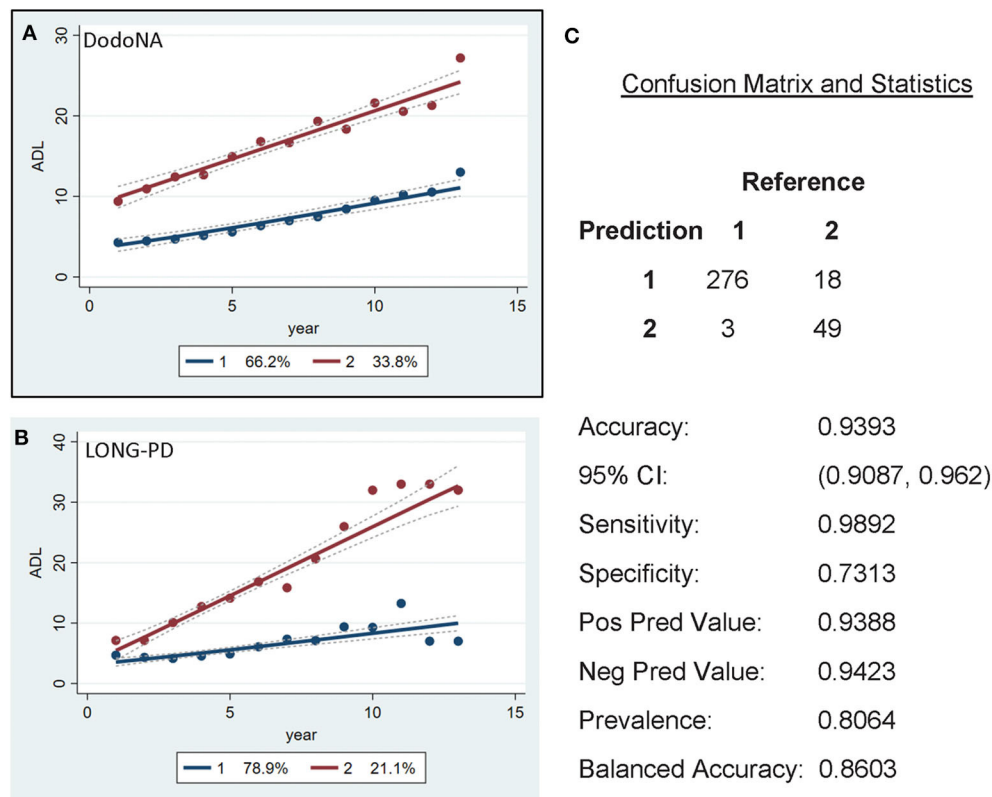 A
DodoNA
30
20
10
0
ADL
0 5 10 15
year
1 66.2% 2 33.8%
B
LONG-PD
40
30
20
10
0
ADL
0 5 10 15
year
1 78.9% 2 21.1%
C
Confusion Matrix and Statistics
Reference
Prediction 1 2
1 276 18
2 3 49
Accuracy: 0.9393
95% CI: (0.9087, 0.962)
Sensitivity: 0.9892
Specificity: 0.7313
Pos Pred Value: 0.9388
Neg Pred Value: 0.9423
Prevalence: 0.8064
Balanced Accuracy: 0.8603